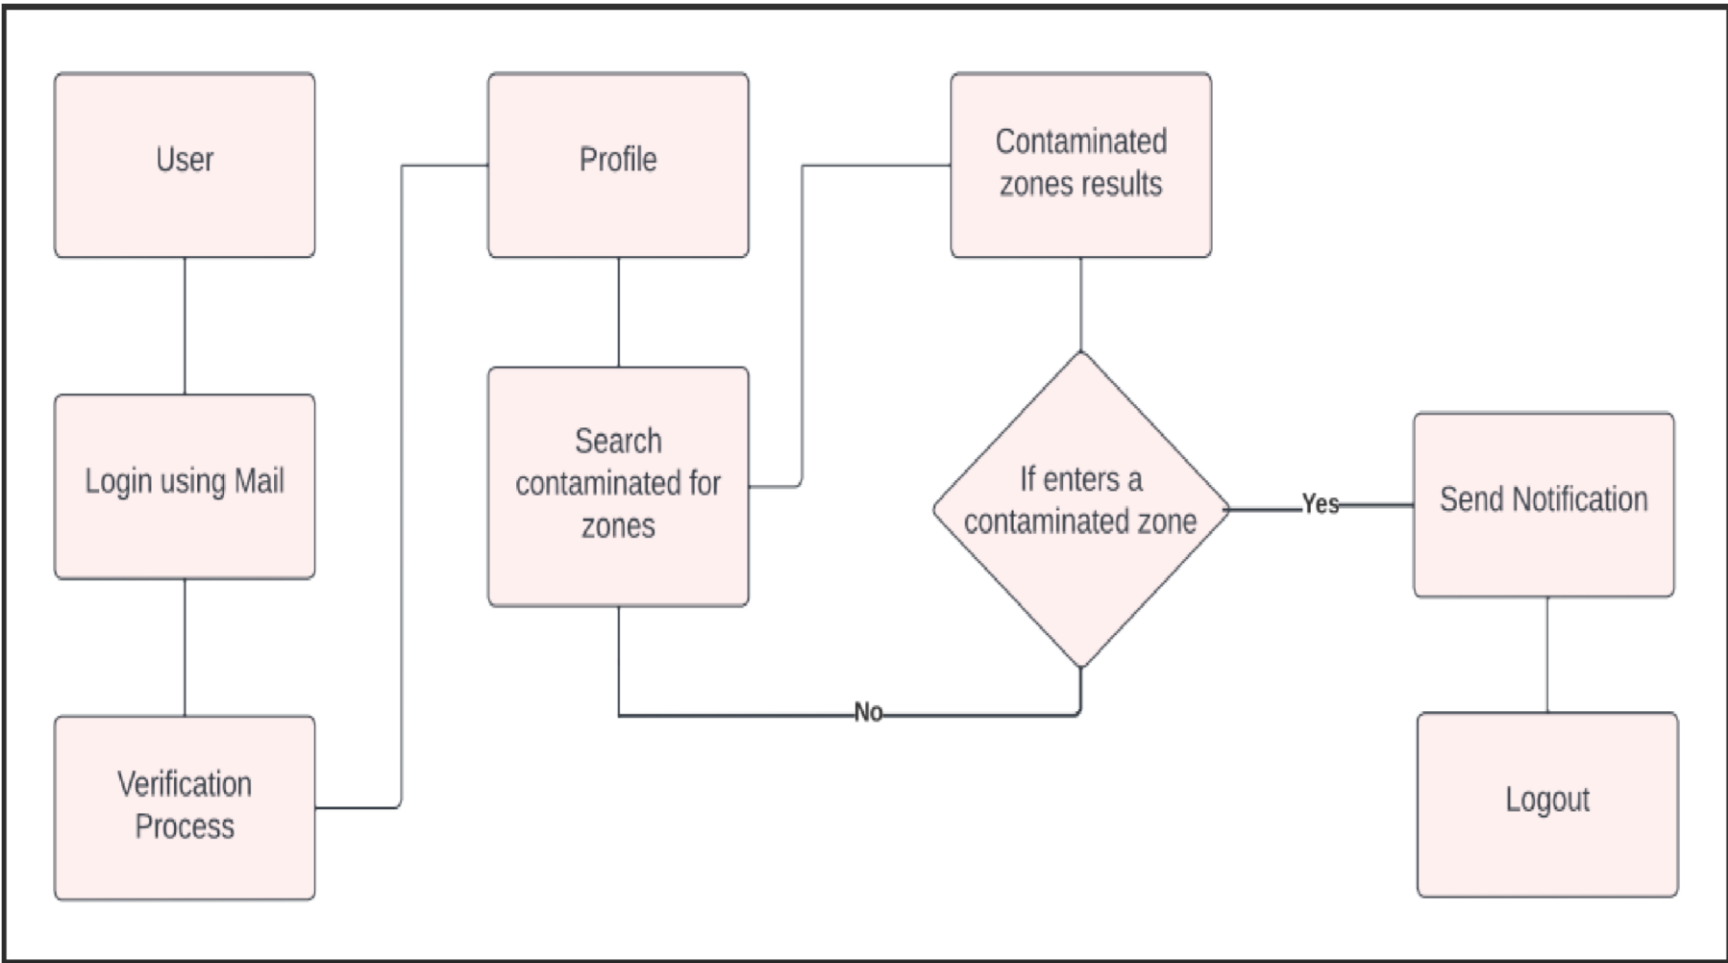 User
Login using Mail
Verification
Process
Profile
Search
contaminated for
zones
Contaminated
zones results
If enters a
contaminated zone
No
Yes
Send Notification
Logout